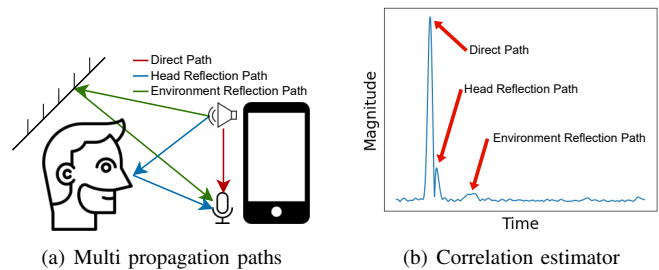 Direct Path
Head Reflection Path
Environment Reflection Path
(a) Multi propagation paths
Magnitude
Direct Path
Head Reflection Path
Environment Reflection Path
Time
(b) Correlation estimator